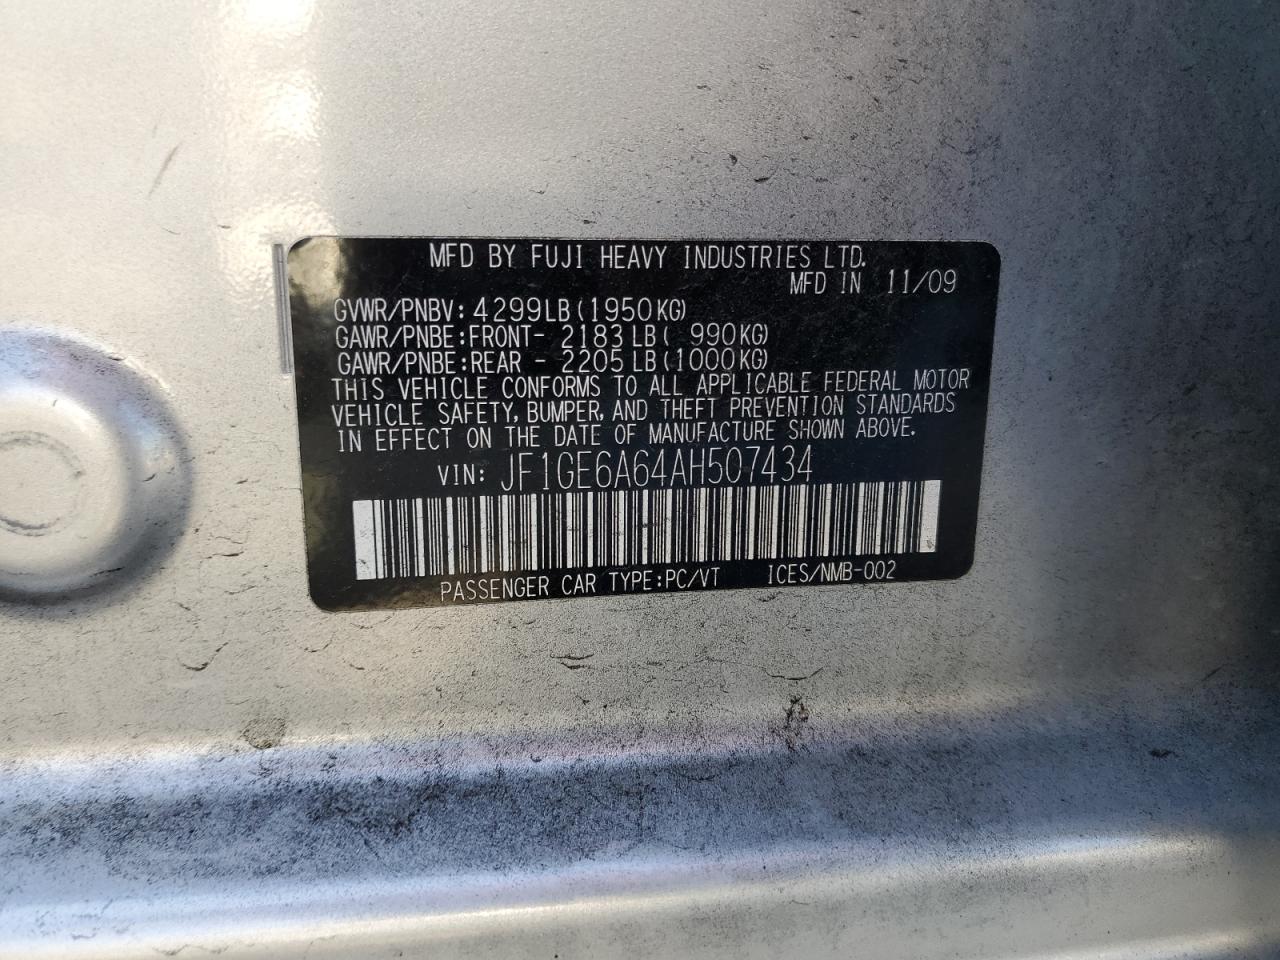 MFD BY FUJI HEAVY INDUSTRIES LTD.
MFD IN 11/09
GVWR/PNBV: 4299LB(1950KG)
GAWR/PNBE:FRONT- 2183LB( 990KG)
GAWR/PNBE:REAR - 2205LB(1000KG)
THIS VEHICLE CONFORMS TO ALL APPLICABLE FEDERAL MOTOR
VEHICLE SAFETY, BUMPER, AND THEFT PREVENTION STANDARDS
IN EFFECT ON THE DATE OF MANUFACTURE SHOWN ABOVE.
VIN: JF1GE6A64AH507434
PASSENGER CAR TYPE:PC/VT ICES/NMB-002